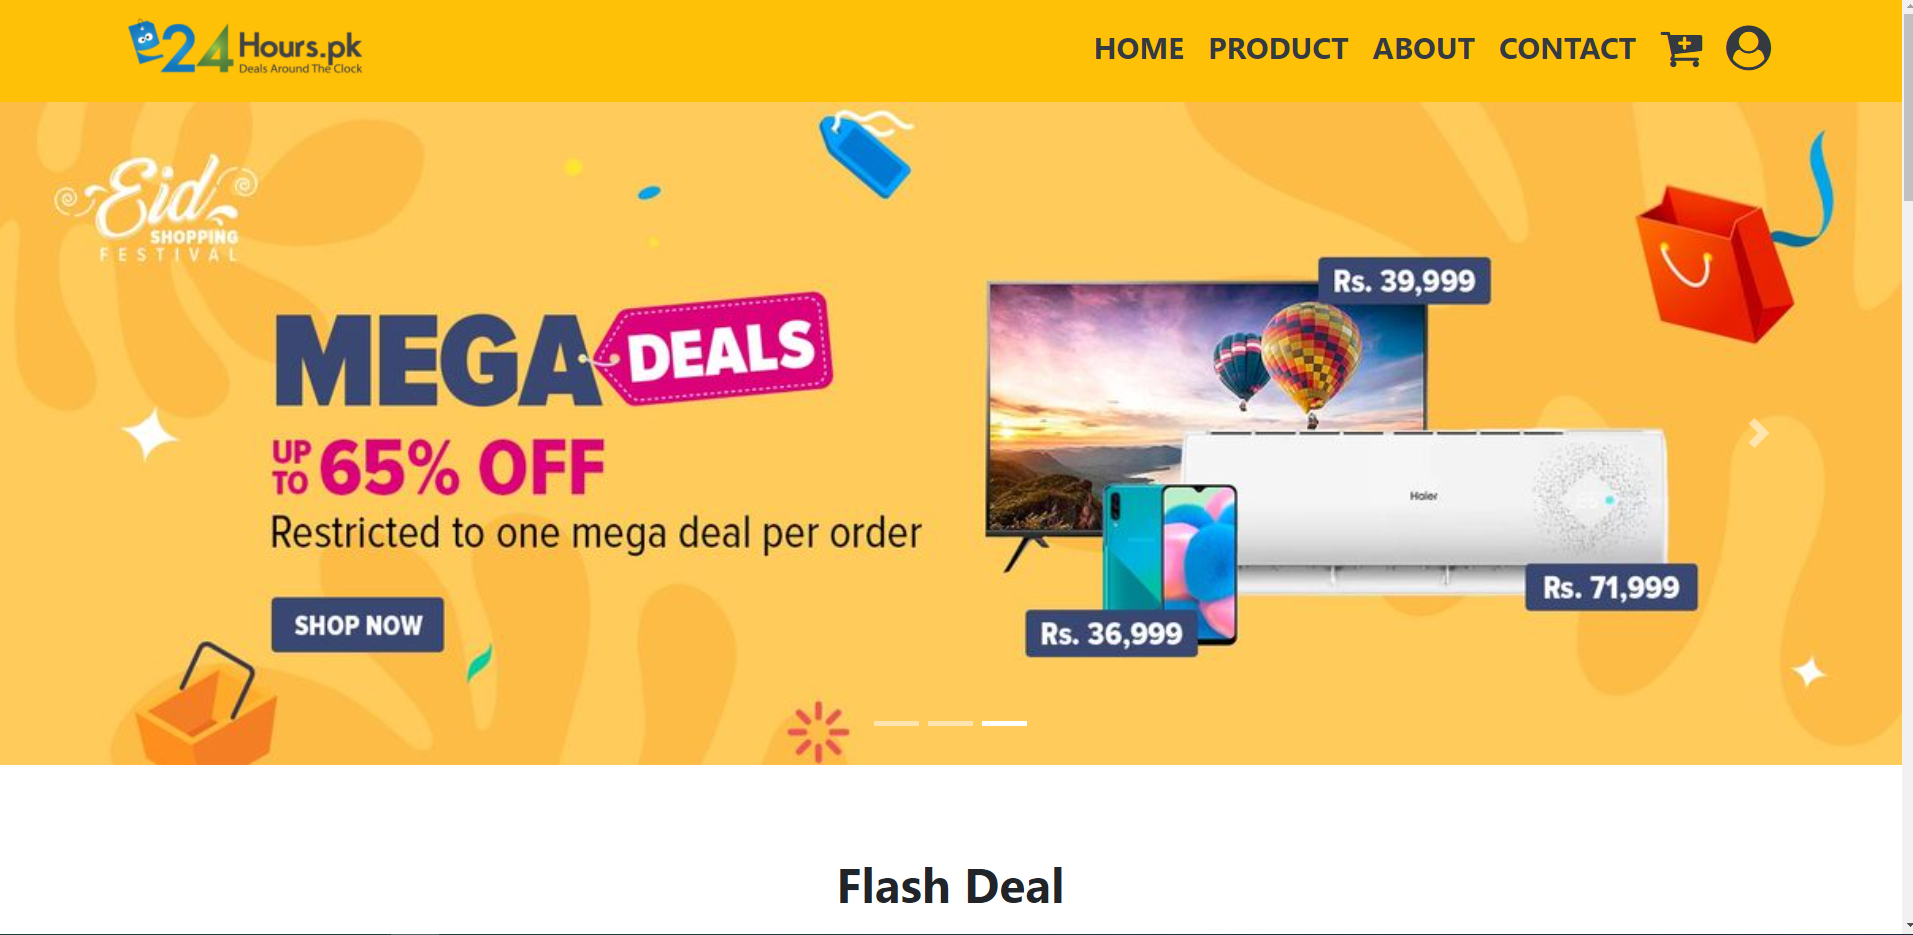 24 Hours.pk
Deals Around The Clock
HOME PRODUCT ABOUT CONTACT
Eid
SHOPPING
FESTIVAL
MEGA DEALS
UP TO 65% OFF
Restricted to one mega deal per order
SHOP NOW
Rs. 39,999
Haier
Rs. 71,999
Rs. 36,999
Flash Deal